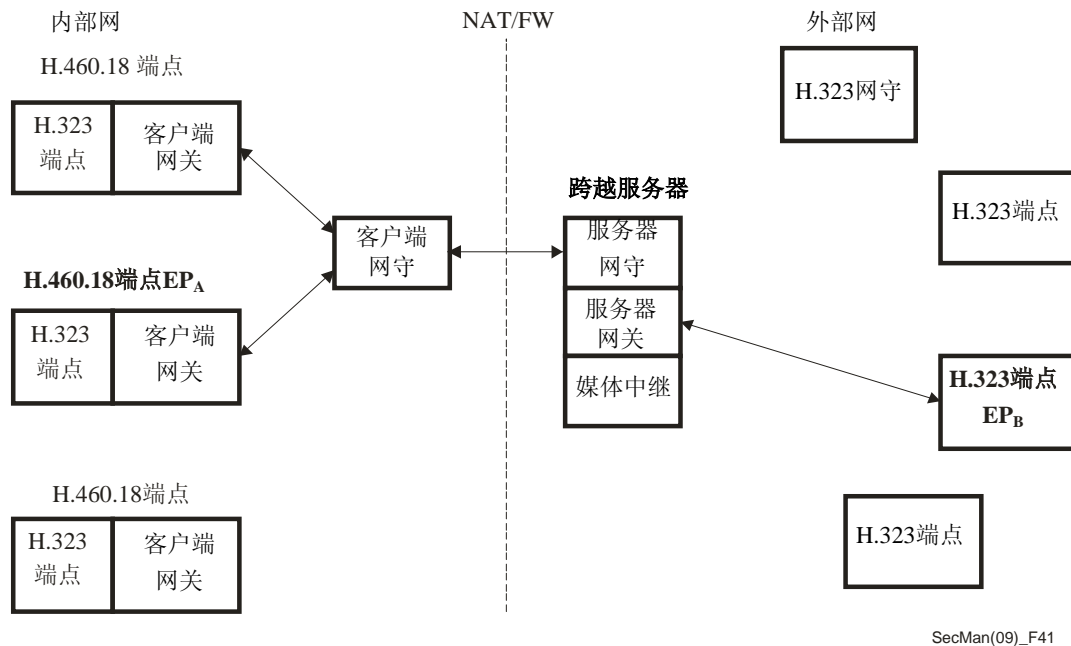 内部网
NAT/FW
外部网
H.460.18 端点
H.323
端点
客户端
网关
H.323网守
跨越服务器
H.323端点
客户端
网守
服务器
网守
服务器
网关
媒体中继
H.460.18端点EPA
H.323
端点
客户端
网关
H.323端点
EPB
H.460.18端点
H.323
端点
客户端
网关
H.323端点
SecMan(09)_F41